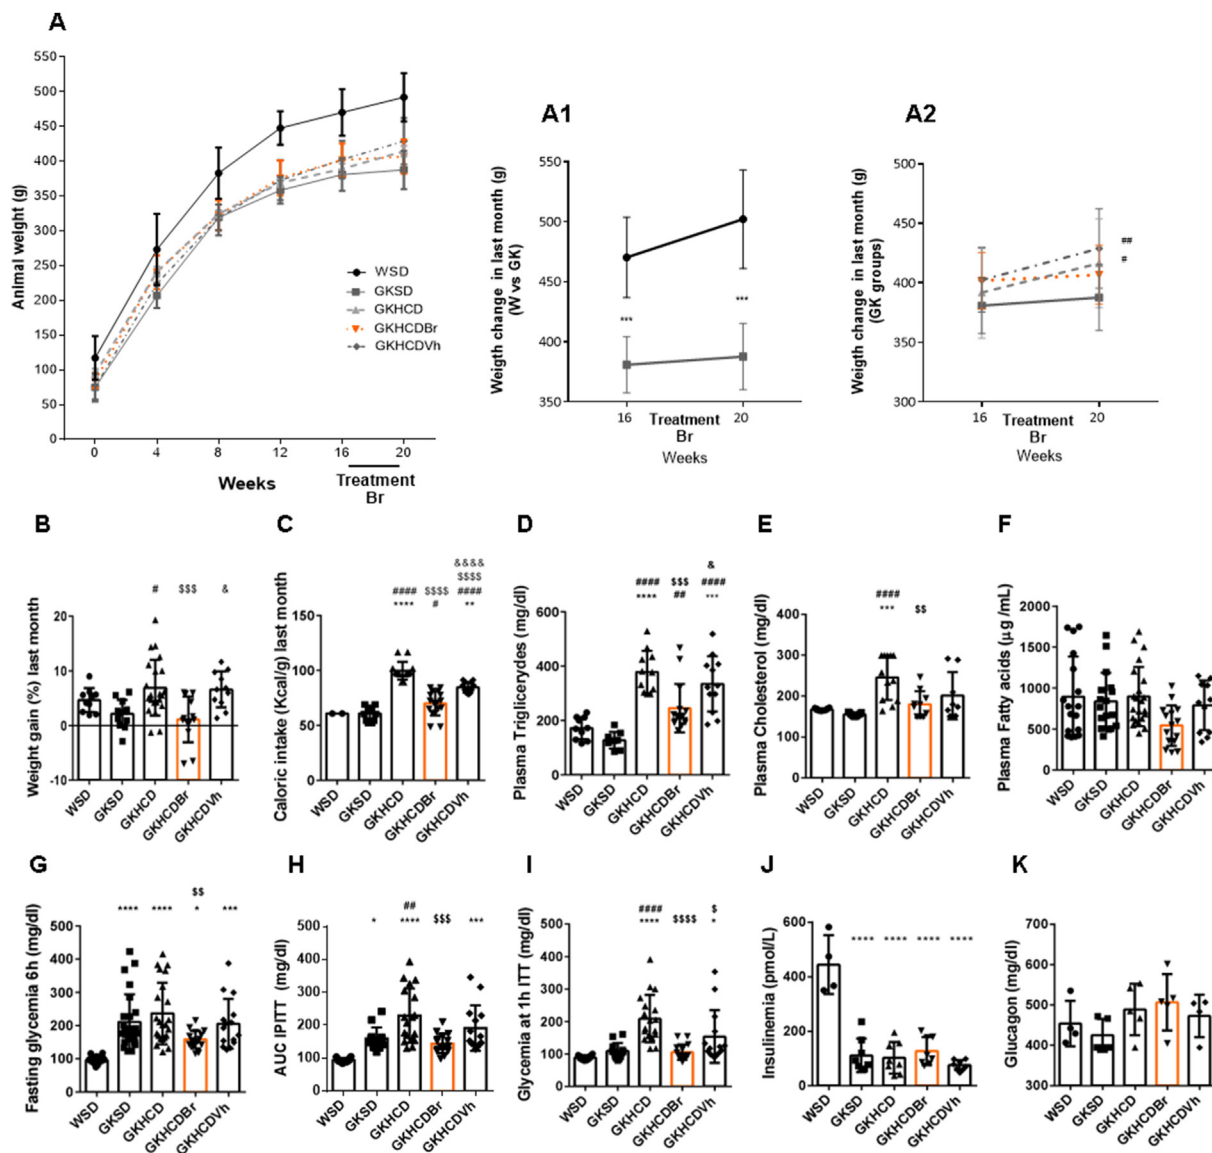 A
550
500
450
400
350
300
250
200
150
100
50
0
Animal weight (g)
WSD
GKSD
GKHCD
GKHCDBr
GKHCDVh
0 4 8 12 16 20
Weeks
Treatment
Br
A1
550
500
450
400
350
Weigth change in last month (g)
(W vs GK)
***
***
16 Treatment 20
Br
Weeks
A2
500
450
400
350
300
Weigth change in last month (g)
(GK groups)
##
#
16 Treatment 20
Br
Weeks
B
Weight gain (%) last month
20
10
0
-10
# $$$ &
WSD GKSD GKHCD GKHCDBr GKHCDVh
C
Caloric intake (Kcal/g) last month
150
100
50
0
&&&&
$$$$
#### $$$$ ####
**** # **
WSD GKSD GKHCD GKHCDBr GKHCDVh
D
Plasma Triglicerydes (mg/dl)
600
400
200
0
&
#### $$$ ####
**** ## ***
WSD GKSD GKHCD GKHCDBr GKHCDVh
E
Plasma Cholesterol (mg/dl)
400
300
200
100
0
####
*** $$
WSD GKSD GKHCD GKHCDBr GKHCDVh
F
Plasma Fatty acids (μg /mL)
2000
1500
1000
500
0
WSD GKSD GKHCD GKHCDBr GKHCDVh
G
Fasting glycemia 6h (mg/dl)
500
400
300
200
100
0
$$
**** **** * ***
WSD GKSD GKHCD GKHCDBr GKHCDVh
H
AUC IPITT (mg/dl)
500
400
300
200
100
0
##
* **** $$$ ***
WSD GKSD GKHCD GKHCDBr GKHCDVh
I
Glycemia at 1h ITT (mg/dl)
500
400
300
200
100
0
#### $
**** $$$$ *
WSD GKSD GKHCD GKHCDBr GKHCDVh
J
Insulinemia (pmol/L)
600
400
200
0
**** **** **** ****
WSD GKSD GKHCD GKHCDBr GKHCDVh
K
Glucagon (mg/dl)
700
600
500
400
300
WSD GKSD GKHCD GKHCDBr GKHCDVh